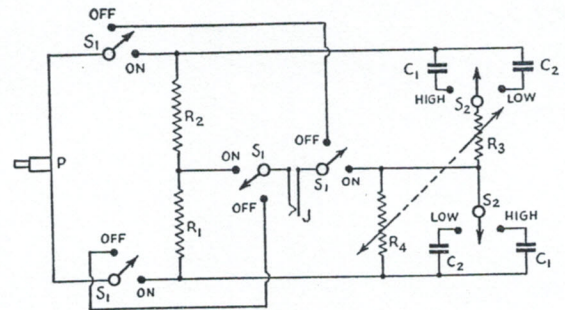 OFF
S1
ON
C1
C2
HIGH
S2
LOW
P
R2
OFF
R3
ON
S1
S1
ON
OFF
J
S2
LOW
HIGH
OFF
R1
R4
C2
C1
S1
ON